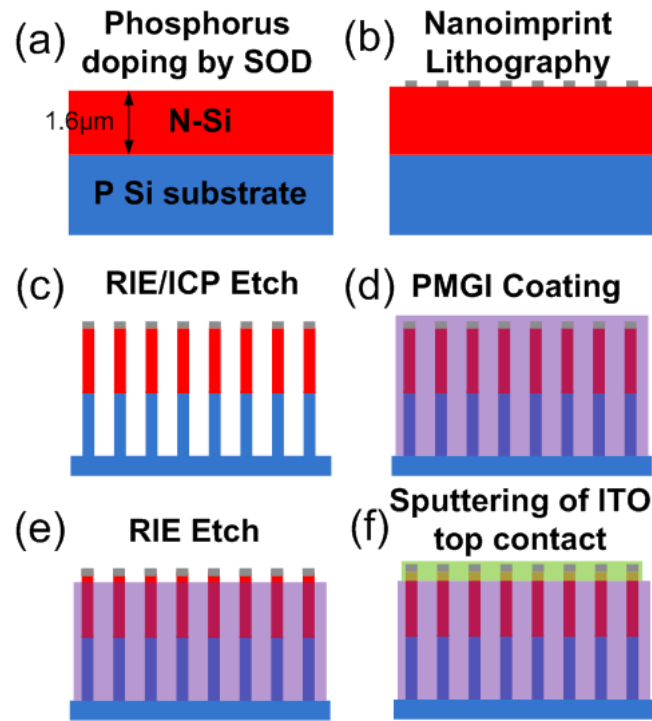 (a) Phosphorus
doping by SOD
1.6μm
N-Si
P Si substrate
(b) Nanoimprint
Lithography
(c) RIE/ICP Etch
(d) PMGI Coating
(e) RIE Etch
(f) Sputtering of ITO
top contact